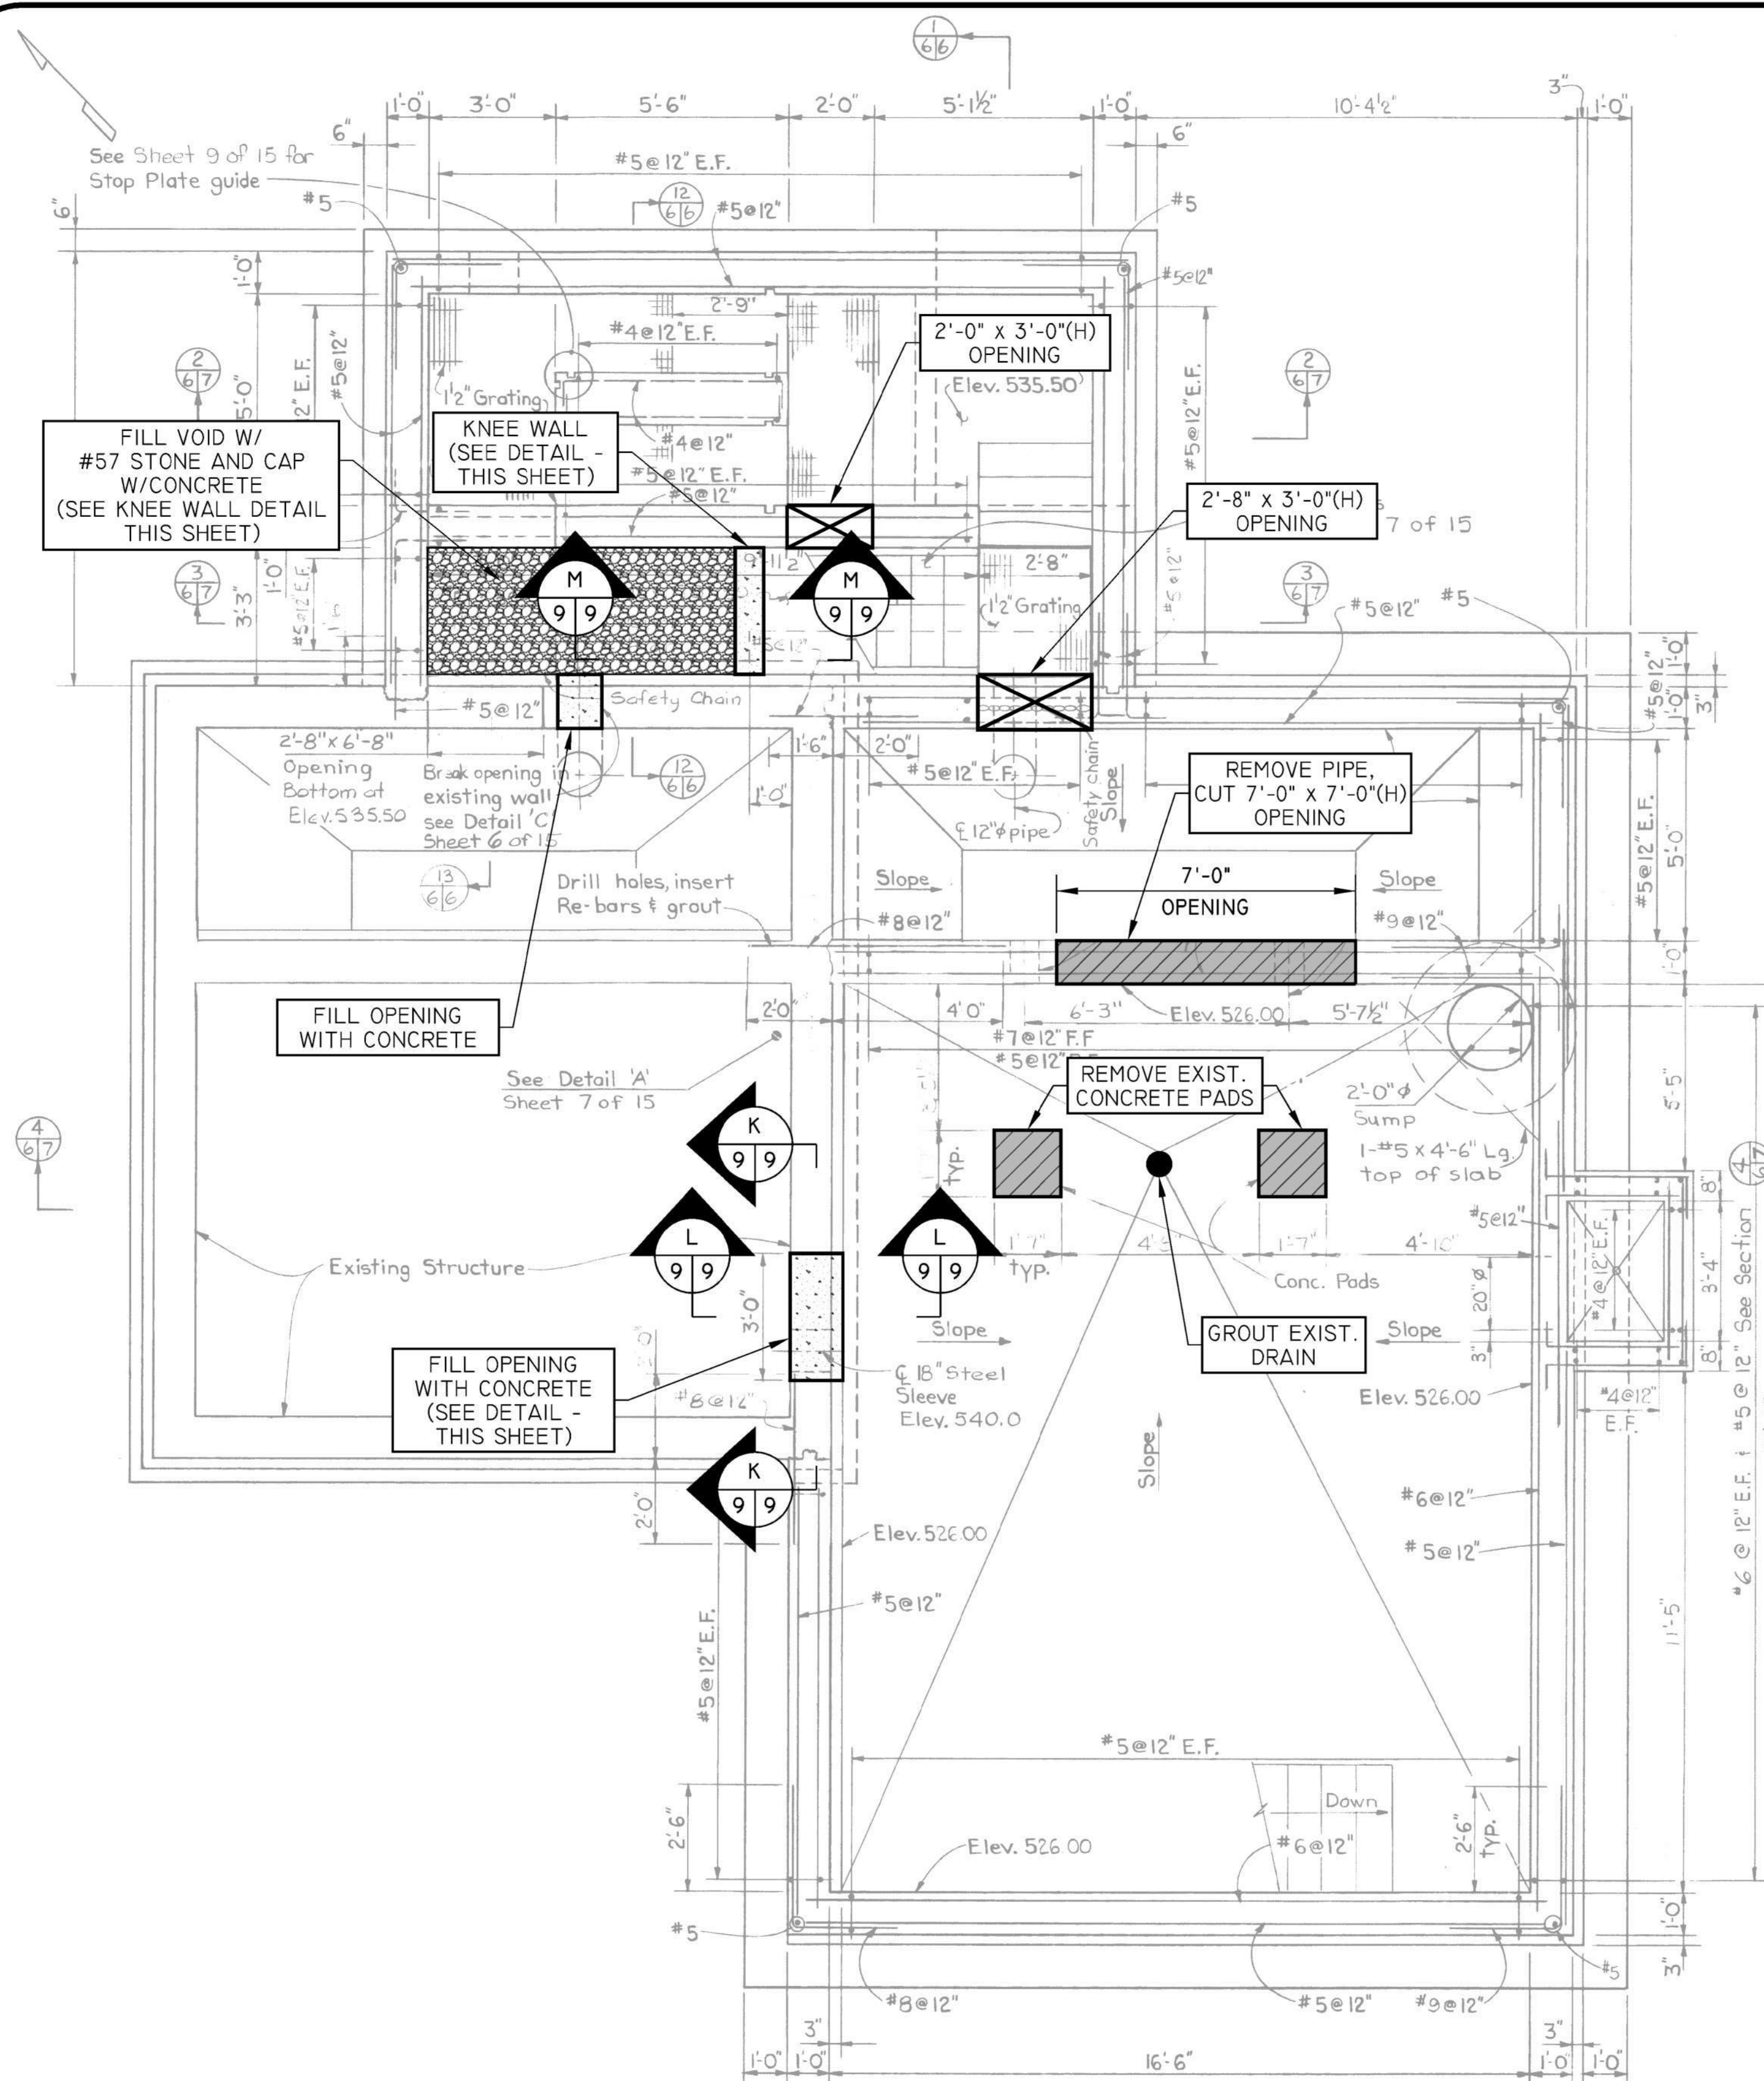 1
6 6
1'-0"
3'-0"
5'-6"
2'-0"
5'-1½"
1'-0"
10'-4½"
3"
1'-0"
6"
6"
See Sheet 9 of 15 for
Stop Plate guide
#5@12" E.F.
#5
12
6 6
#5@12"
#5
6"
1'-0"
#5@12"
2'-9"
#4@12" E.F.
2'-0" X 3'-0"(H)
OPENING
Elev. 535.50
2
6 7
2
6 7
#5@12"
12" E.F.
5'-0"
1½" Grating
#5@12" E.F.
FILL VOID W/
#57 STONE AND CAP
W/CONCRETE
(SEE KNEE WALL DETAIL
THIS SHEET)
KNEE WALL
(SEE DETAIL -
THIS SHEET)
#4@12"
#5@12" E.F.
#5@12"
2'-8" X 3'-0"(H)
OPENING
7 of 15
3
6 7
1'-0"
3'-3"
#5@12" E.F.
M
9 9
M
9 9
2'-8"
1½" Grating
#5@12"
3
6 7
#5@12"
#5
1'-0"
#5@12"
1'-0"
3"
#5@12"
Safety Chain
2'-8" x 6'-8"
Opening
Bottom at
Elev. 535.50
Break opening in
existing wall
see Detail 'C'
Sheet 6 of 15
12
6 6
1'-6"
2'-0"
1'-0"
#5@12" E.F.
Safety Chain
Slope
℄ 12"ø pipe
REMOVE PIPE,
CUT 7'-0" X 7'-0"(H)
OPENING
#5@12" E.F.
5'-0"
13
6 6
Drill holes, insert
Re-bars & grout
Slope
7'-0"
OPENING
Slope
#8@12"
#9@12"
1'-0"
FILL OPENING
WITH CONCRETE
2'-0"
4'-0"
6'-3"
Elev. 526.00
5'-7½"
#7@12" F.F
#5@12"
See Detail 'A'
Sheet 7 of 15
REMOVE EXIST.
CONCRETE PADS
2'-0"ø
Sump
1-#5 x 4'-6" Lg.
top of slab
5'-5"
4
6 7
K
9 9
TYP.
4
6 7
8"
L
9 9
L
9 9
1'-7"
typ.
1'-7"
4'-10"
Conc. Pads
#5@12"
#4@12" E.F.
3'-4"
20"ø
3"
8"
Existing Structure
3'-0"
Slope
GROUT EXIST.
DRAIN
Slope
FILL OPENING
WITH CONCRETE
(SEE DETAIL -
THIS SHEET)
℄ 18" Steel
Sleeve
Elev. 540.0
#8@12"
Elev. 526.00
#4@12"
E.F.
Slope
K
9 9
2'-0"
Elev. 526.00
#6@12"
#5@12"
#6 @ 12" E.F. & #5 @ 12" See Section
#5@12"
#5@12" E.F.
11'-5"
#5@12" E.F.
2'-6"
Down
2'-6"
TYP.
Elev. 526.00
#6@12"
#5
#5
1'-0"
3"
#8@12"
#5@12"
#9@12"
3"
3"
1'-0"
1'-0"
16'-6"
1'-0"
1'-0"